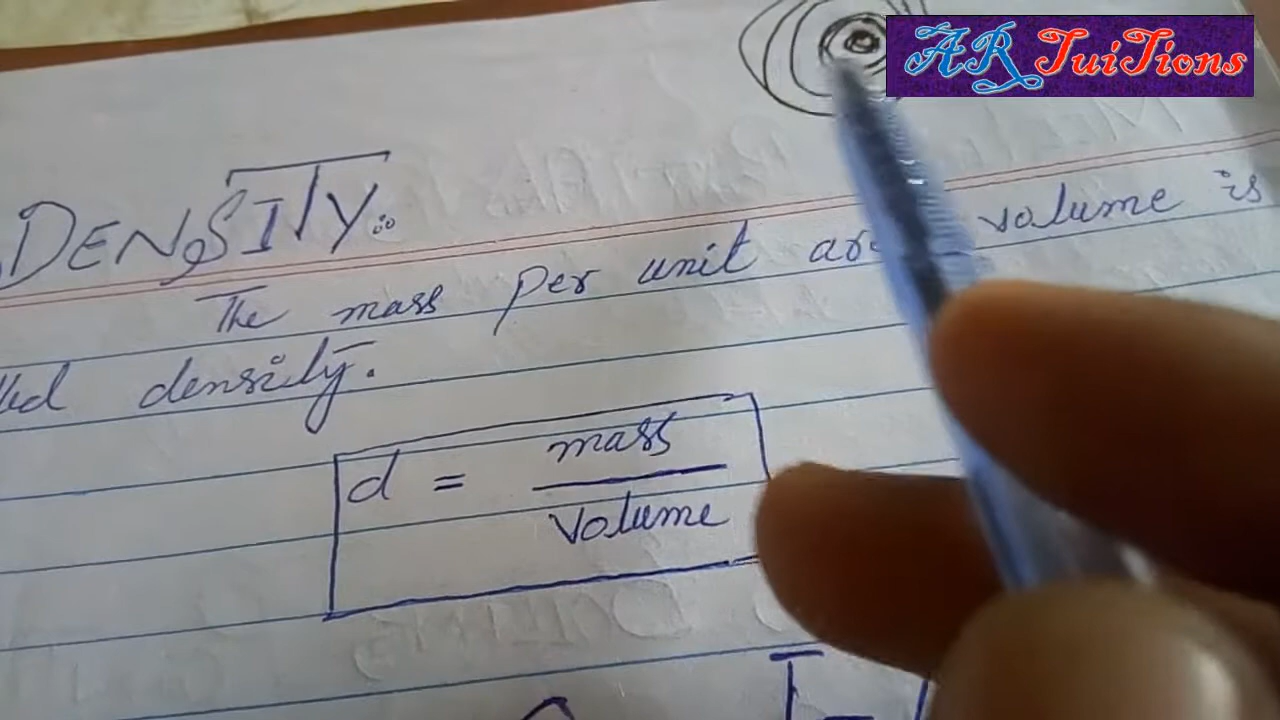 AR TuiTions
DENSITY:
The mass per unit volume is
density.
d = mass
volume